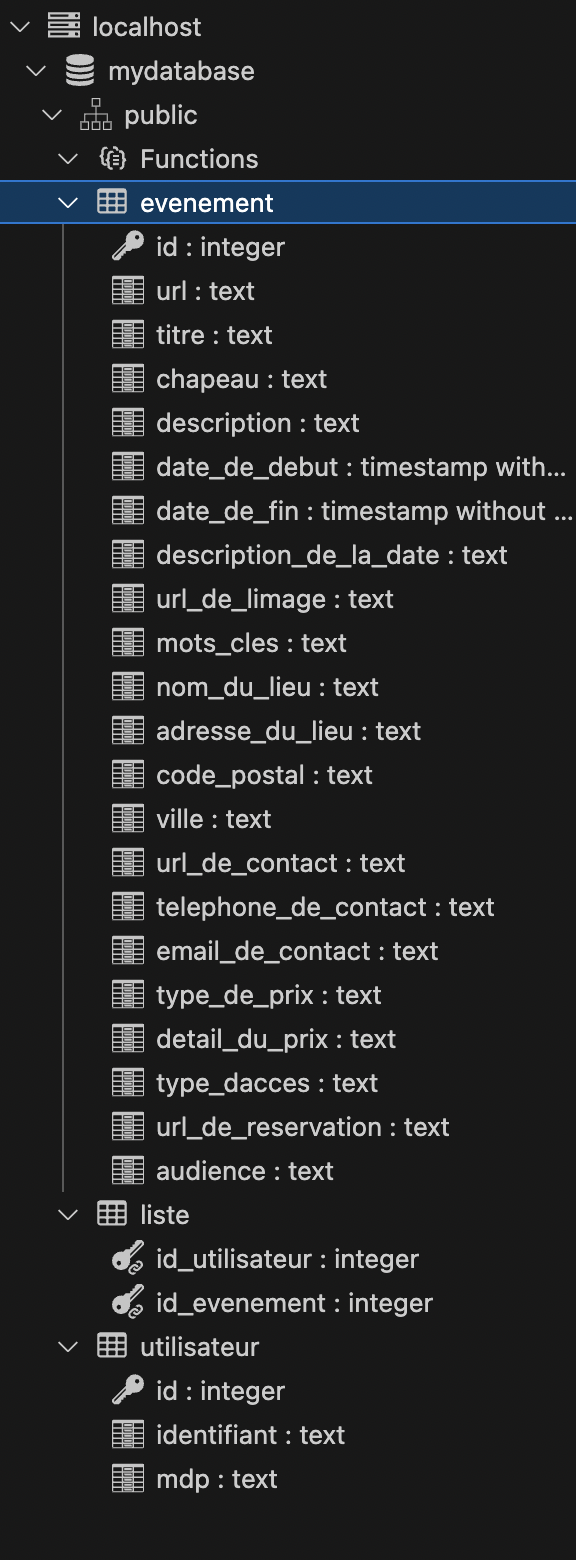 localhost
mydatabase
public
Functions
evenement
id : integer
url : text
titre : text
chapeau : text
description : text
date_de_debut : timestamp with...
date_de_fin : timestamp without ...
description_de_la_date : text
url_de_limage : text
mots_cles : text
nom_du_lieu : text
adresse_du_lieu : text
code_postal : text
ville : text
url_de_contact : text
telephone_de_contact : text
email_de_contact : text
type_de_prix : text
detail_du_prix : text
type_dacces : text
url_de_reservation : text
audience : text
liste
id_utilisateur : integer
id_evenement : integer
utilisateur
id : integer
identifiant : text
mdp : text